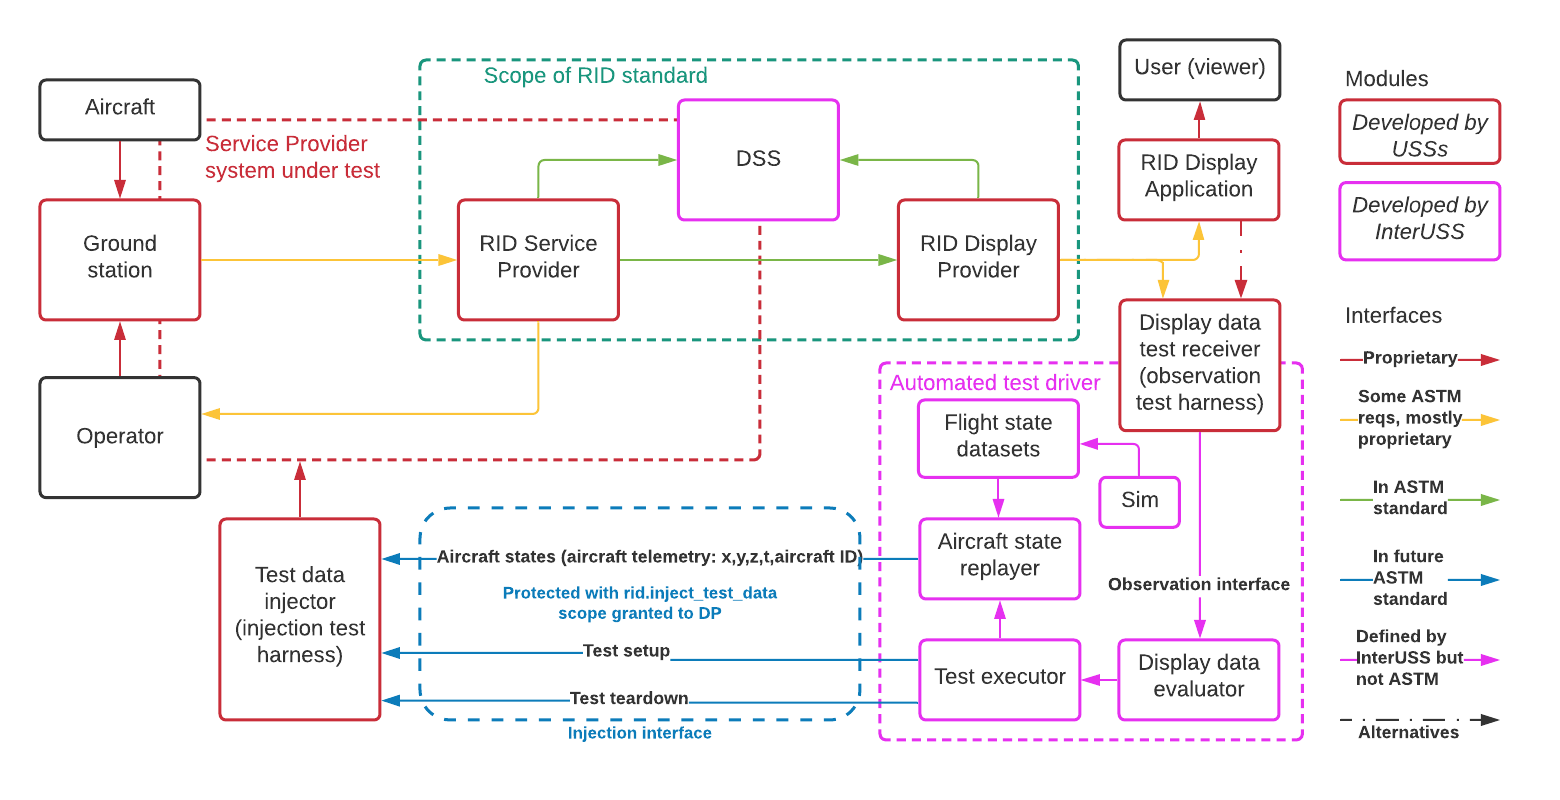 Aircraft
Service Provider
system under test
Ground
station
Operator
Scope of RID standard
DSS
RID Service
Provider
RID Display
Provider
User (viewer)
RID Display
Application
Display data
test receiver
(observation
test harness)
Automated test driver
Flight state
datasets
Sim
Aircraft state
replayer
Observation interface
Test executor
Display data
evaluator
Test data
injector
(injection test
harness)
Aircraft states (aircraft telemetry: x,y,z,t,aircraft ID)
Protected with rid.inject_test_data
scope granted to DP
Test setup
Test teardown
Injection interface
Modules
Developed by
USSs
Developed by
InterUSS
Interfaces
Proprietary
Some ASTM
reqs, mostly
proprietary
In ASTM
standard
In future
ASTM
standard
Defined by
InterUSS but
not ASTM
Alternatives